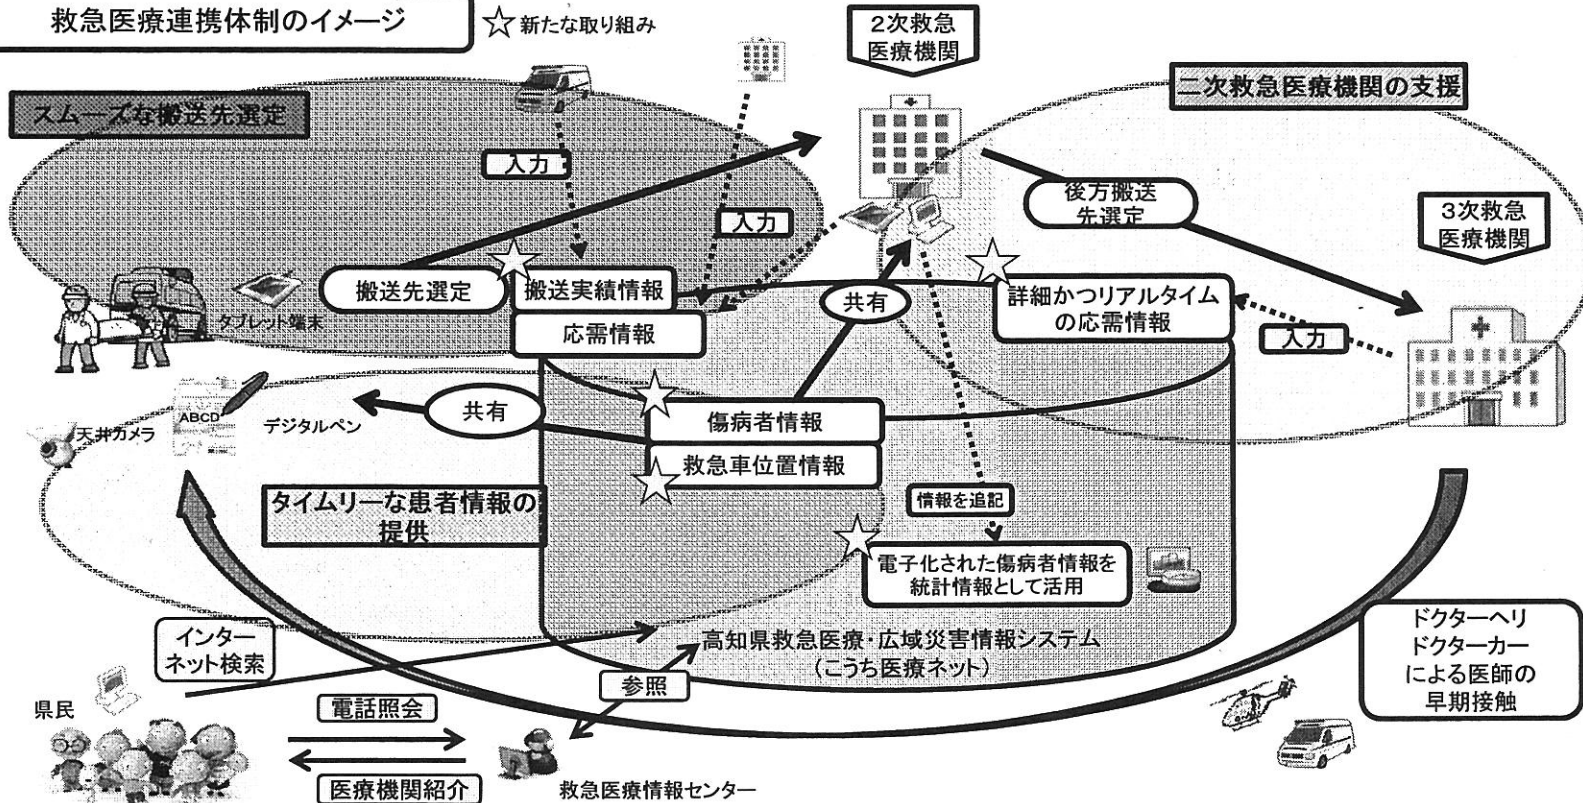 救急医療連携体制のイメージ
☆新たな取り組み
2次救急
医療機関
二次救急医療機関の支援
スムーズな搬送先選定
入力
入力
後方搬送
先選定
3次救急
医療機関
搬送先選定
搬送実績情報
応需情報
共有
詳細かつリアルタイム
の応需情報
入力
タブレット端末
ABCD
デジタルペン
天井カメラ
共有
傷病者情報
救急車位置情報
タイムリーな患者情報の
提供
情報を追記
電子化された傷病者情報を
統計情報として活用
高知県救急医療・広域災害情報システム
(こうち医療ネット)
インター
ネット検索
参照
ドクターヘリ
ドクターカー
による医師の
早期接触
県民
電話照会
医療機関紹介
救急医療情報センター